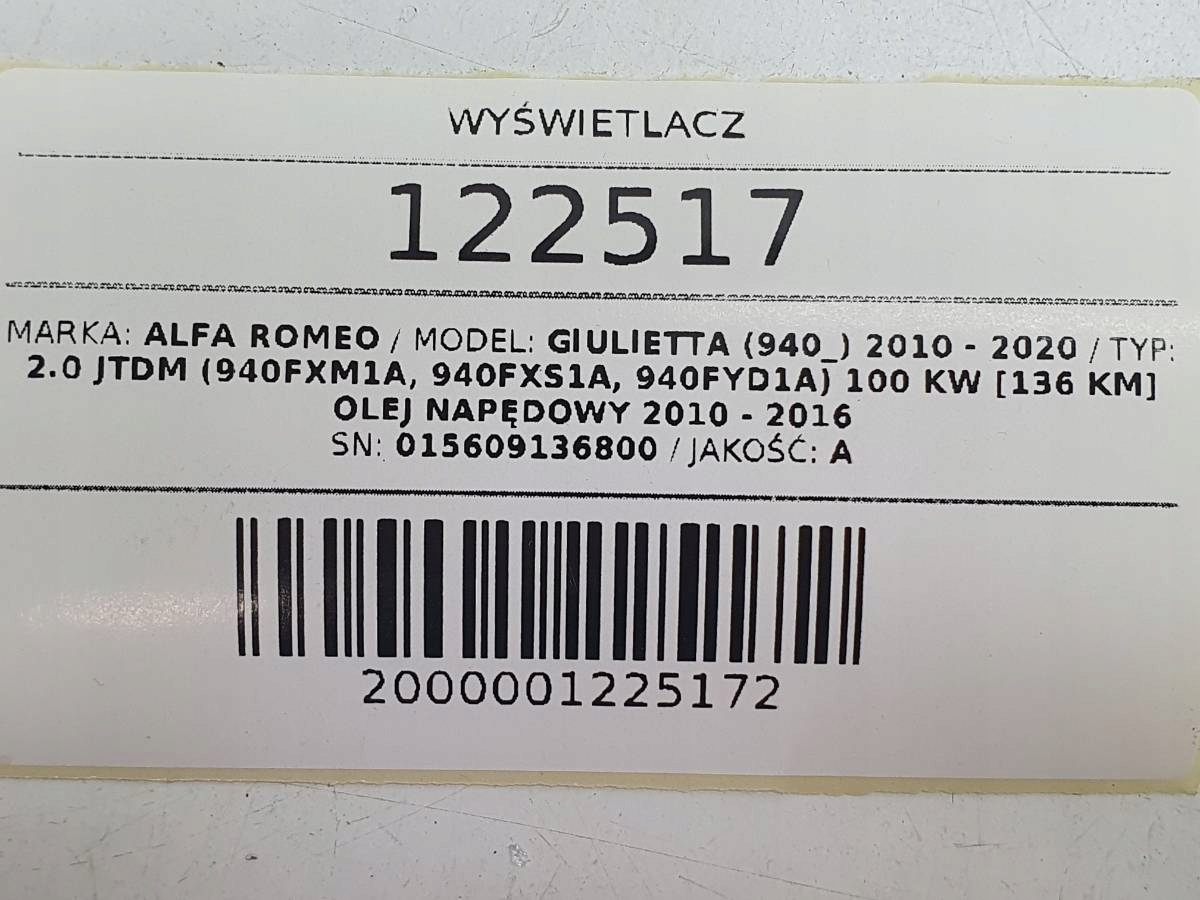 WYŚWIETLACZ
122517
MARKA: ALFA ROMEO / MODEL: GIULIETTA (940_) 2010 - 2020 / TYP:
2.0 JTDM (940FXM1A, 940FXS1A, 940FYD1A) 100 KW [136 KM]
OLEJ NAPĘDOWY 2010 - 2016
SN: 015609136800 / JAKOŚĆ: A
2000001225172